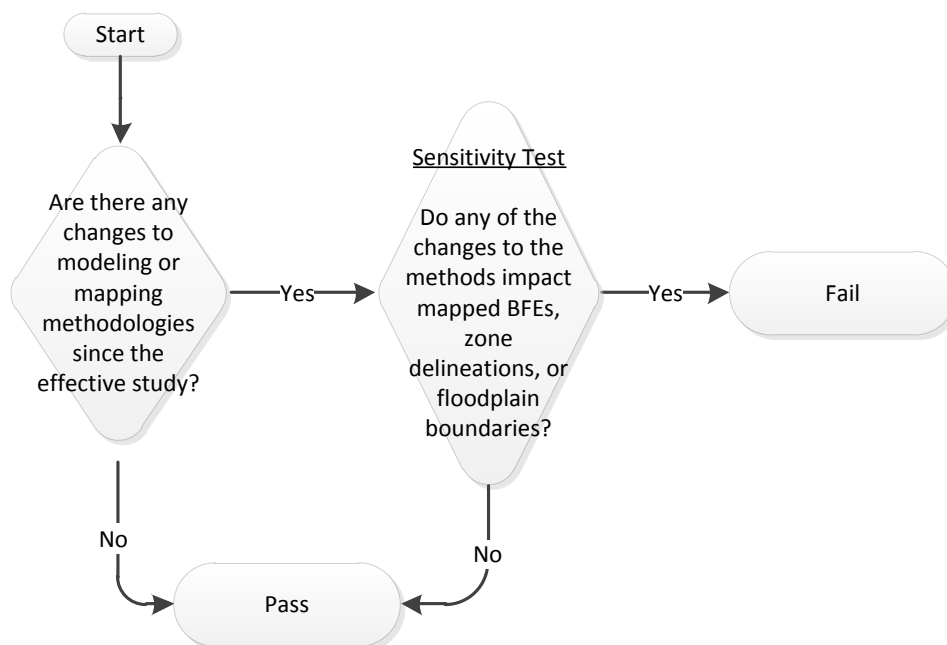 Start
Are there any
changes to
modeling or
mapping
methodologies
since the
effective study?
Yes
Sensitivity Test
Do any of the
changes to the
methods impact
mapped BFEs,
zone
delineations, or
floodplain
boundaries?
Yes
Fail
No
No
Pass